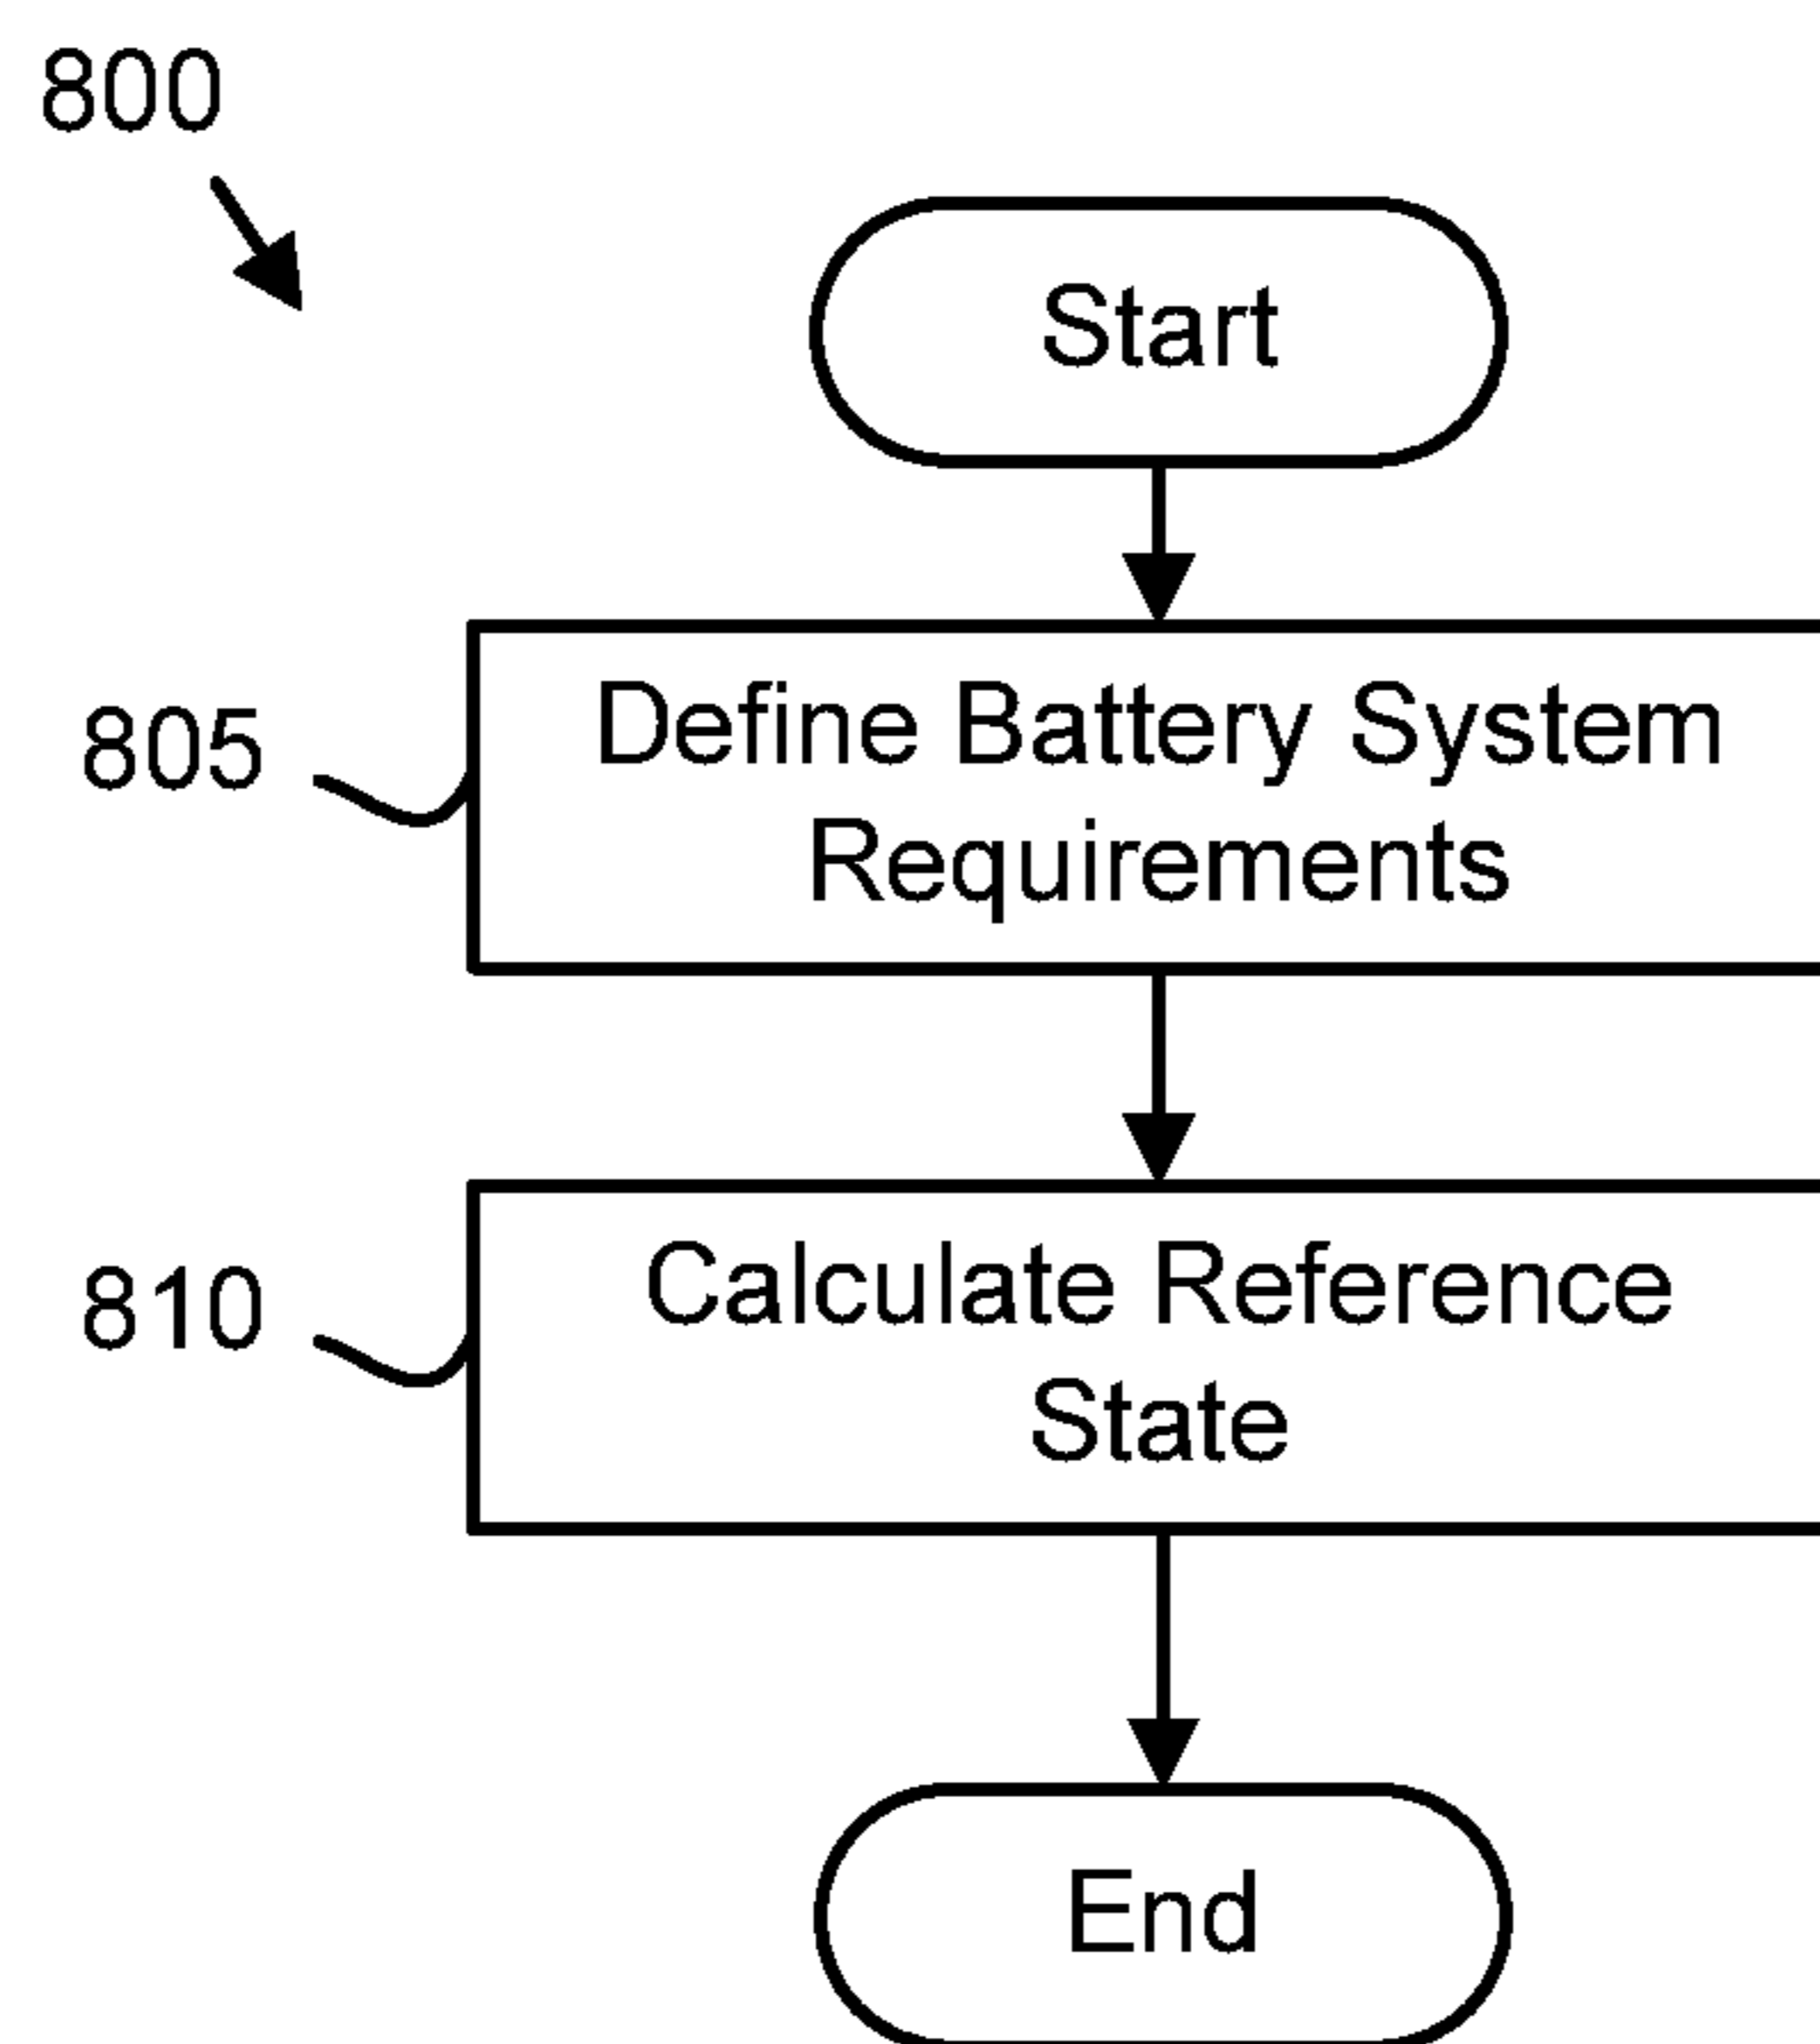 800
Start
805
Define Battery System
Requirements
810
Calculate Reference
State
End